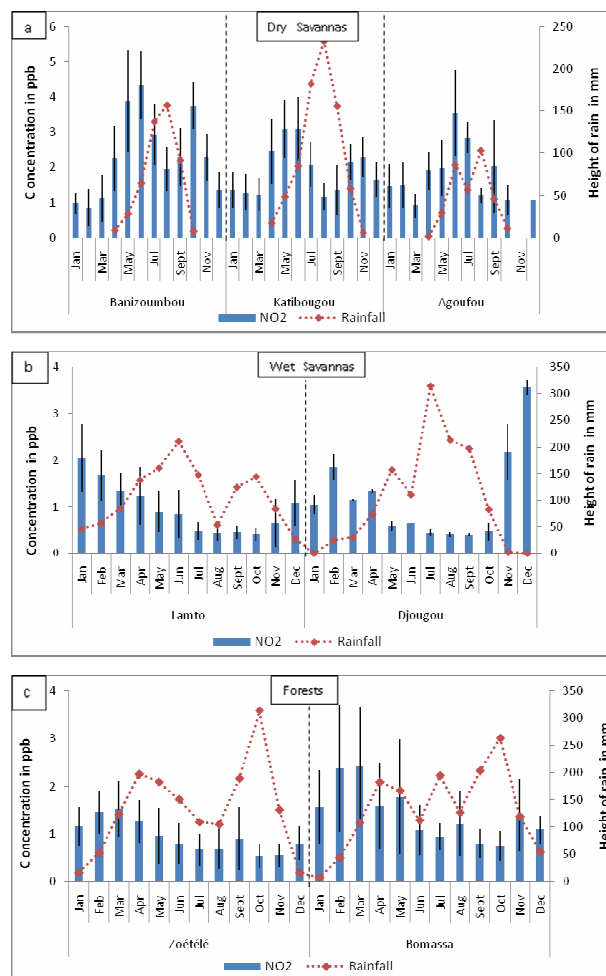 a
Dry Savannas
Concentration in ppb
6
5
4
3
2
1
0
250
200
150
100
50
0
Height of rain in mm
Jan Mar May Jul Sept Nov Jan Mar May Jul Sept Nov Jan Mar May Jul Sept Nov
Banizoumbou Katibougou Agoufou
NO2 Rainfall
b
Wet Savannas
Concentration in ppb
4
3
2
1
0
350
300
250
200
150
100
50
0
Height of rain in mm
Jan Feb Mar Apr May Jun Jul Aug Sept Oct Nov Dec Jan Feb Mar Apr May Jun Jul Aug Sept Oct Nov Dec
Lamto Djougou
NO2 Rainfall
c
Forests
Concentration in ppb
4
3
2
1
0
350
300
250
200
150
100
50
0
Height of rain in mm
Jan Feb Mar Apr May Jun Jul Aug Sept Oct Nov Dec Jan Feb Mar Apr May Jun Jul Aug Sept Oct Nov Dec
Zoétélé Bomassa
NO2 Rainfall